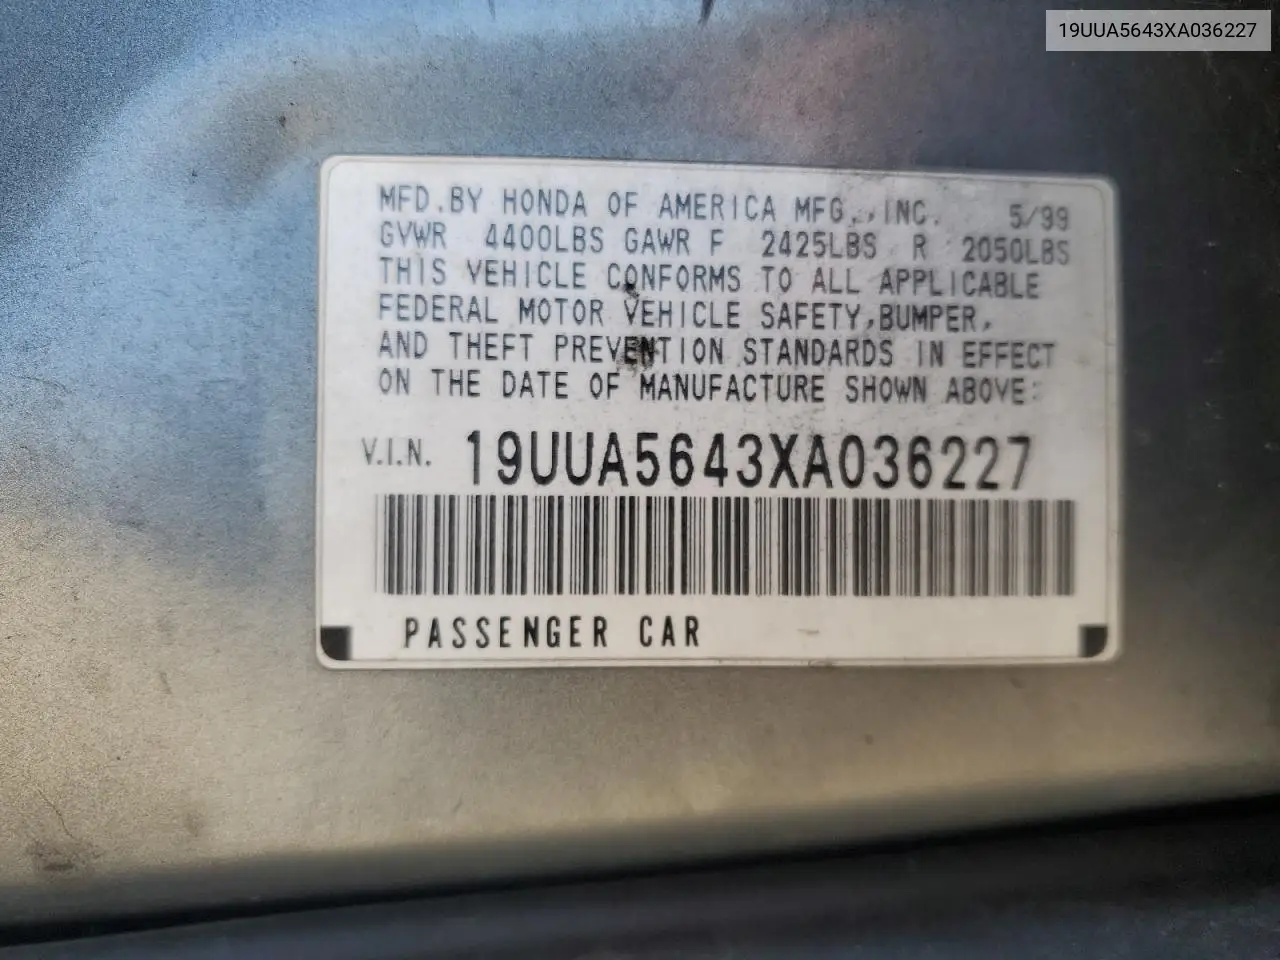 19UUA5643XA036227
MFD.BY HONDA OF AMERICA MFG.,INC. 5/99
GVWR 4400LBS GAWR F 2425LBS R 2050LBS
THIS VEHICLE CONFORMS TO ALL APPLICABLE
FEDERAL MOTOR VEHICLE SAFETY,BUMPER,
AND THEFT PREVENTION STANDARDS IN EFFECT
ON THE DATE OF MANUFACTURE SHOWN ABOVE:
V.I.N. 19UUA5643XA036227
PASSENGER CAR